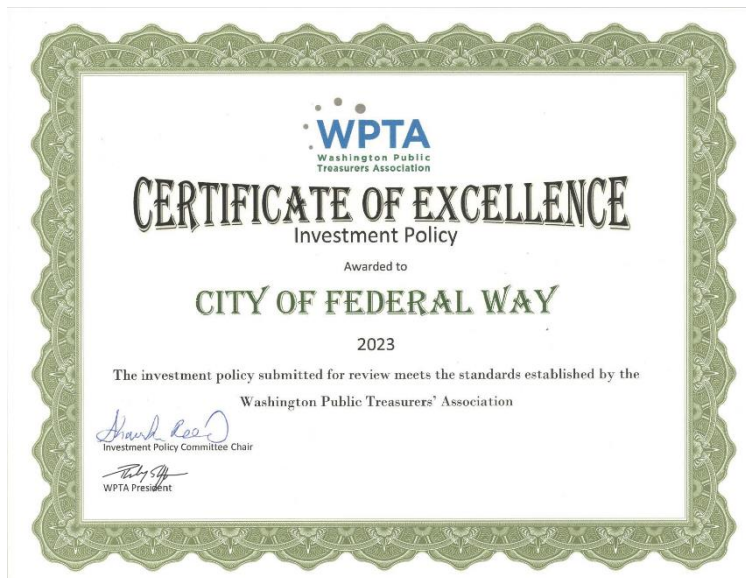 WPTA
Washington Public
Treasurers Association
CERTIFICATE OF EXCELLENCE
Investment Policy
Awarded to
CITY OF FEDERAL WAY
2023
The investment policy submitted for review meets the standards established by the
Washington Public Treasurers' Association
Investment Policy Committee Chair
WPTA President